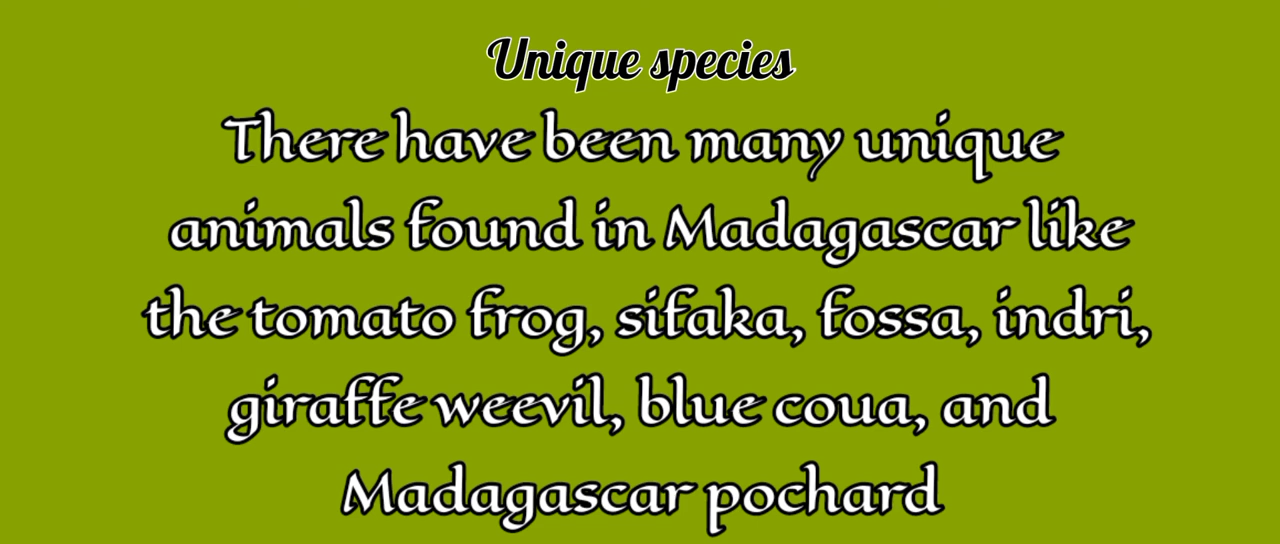 Unique species
There have been many unique
animals found in Madagascar like
the tomato frog, sifaka, fossa, indri,
giraffe weevil, blue coua, and
Madagascar pochard